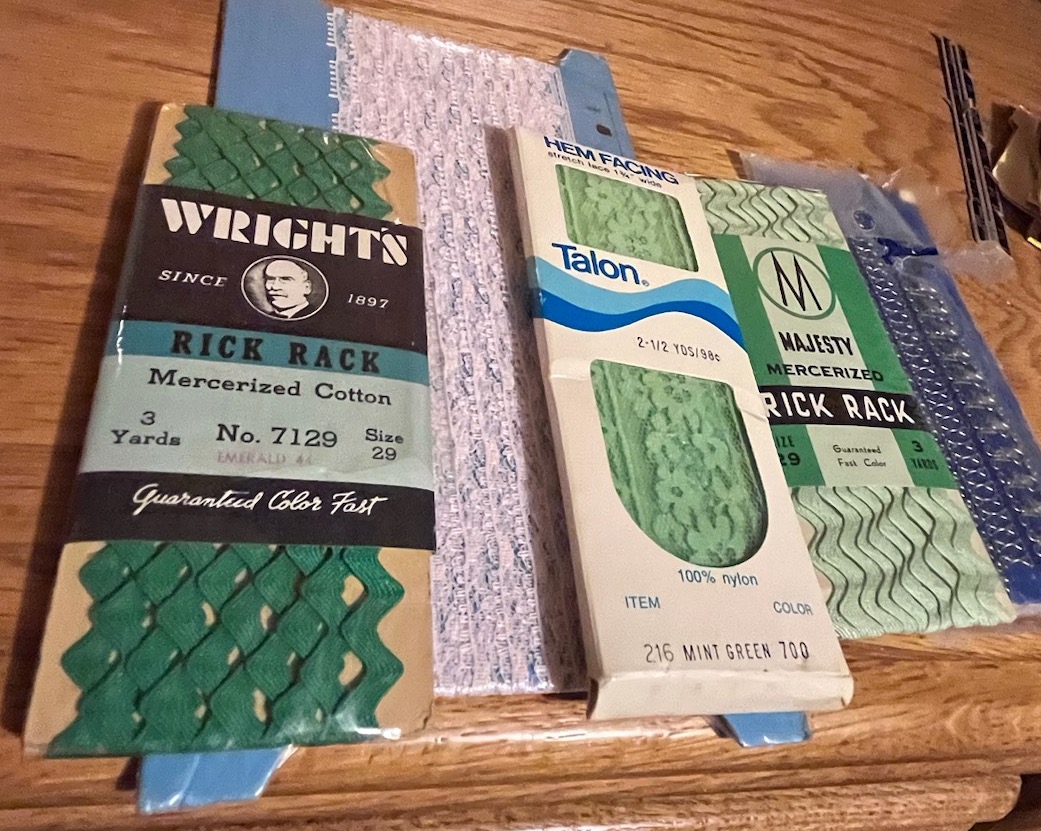 WRIGHT'S
SINCE 1897
RICK RACK
Mercerized Cotton
3 Yards
No. 7129
EMERALD 44
Size 29
Guaranteed Color Fast
HEM FACING
stretch lace 1¾" wide
Talon®
2-1/2 YDS/98¢
100% nylon
ITEM COLOR
216 MINT GREEN 700
M
MAJESTY
MERCERIZED
RICK RACK
Guaranteed
Fast Color
3
YARDS